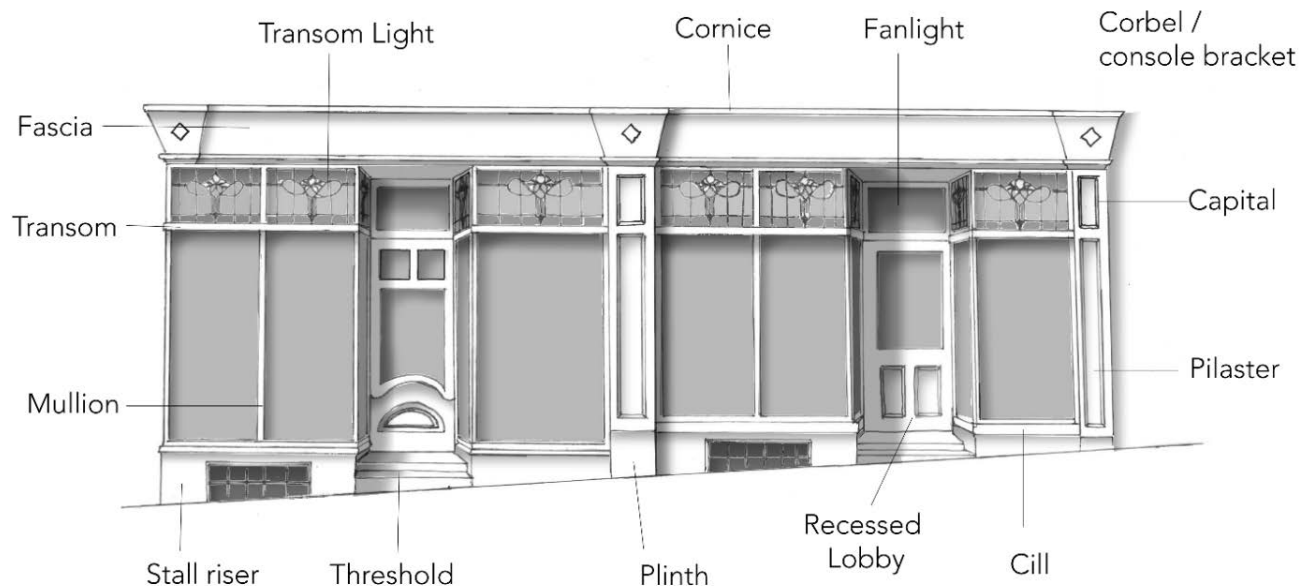 Transom Light
Cornice
Fanlight
Corbel /
console bracket
Fascia
Transom
Capital
Mullion
Pilaster
Stall riser
Threshold
Plinth
Recessed
Lobby
Cill